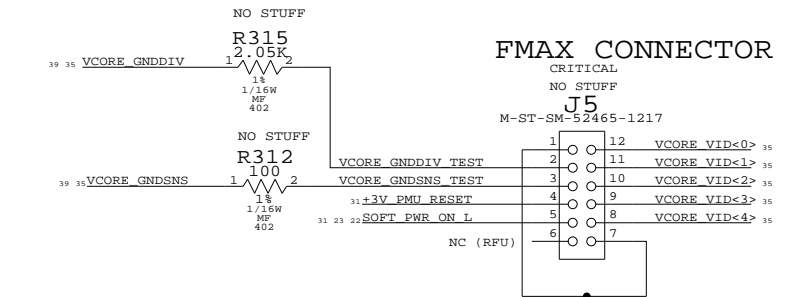 NO STUFF
R315
2.05K
39 35 VCORE_GNDDIV 1 2
1%
1/16W
MF
402
FMAX CONNECTOR
CRITICAL
NO STUFF
J5
M-ST-SM-52465-1217
NO STUFF
R312
100
39 35 VCORE_GNDSNS 1 2
1%
1/16W
MF
402
1 12 VCORE_VID<0> 35
VCORE_GNDDIV_TEST 2 11 VCORE_VID<1> 35
VCORE_GNDSNS_TEST 3 10 VCORE_VID<2> 35
31 +3V_PMU_RESET 4 9 VCORE_VID<3> 35
31 23 22 SOFT_PWR_ON_L 5 8 VCORE_VID<4> 35
NC (RFU) 6 7